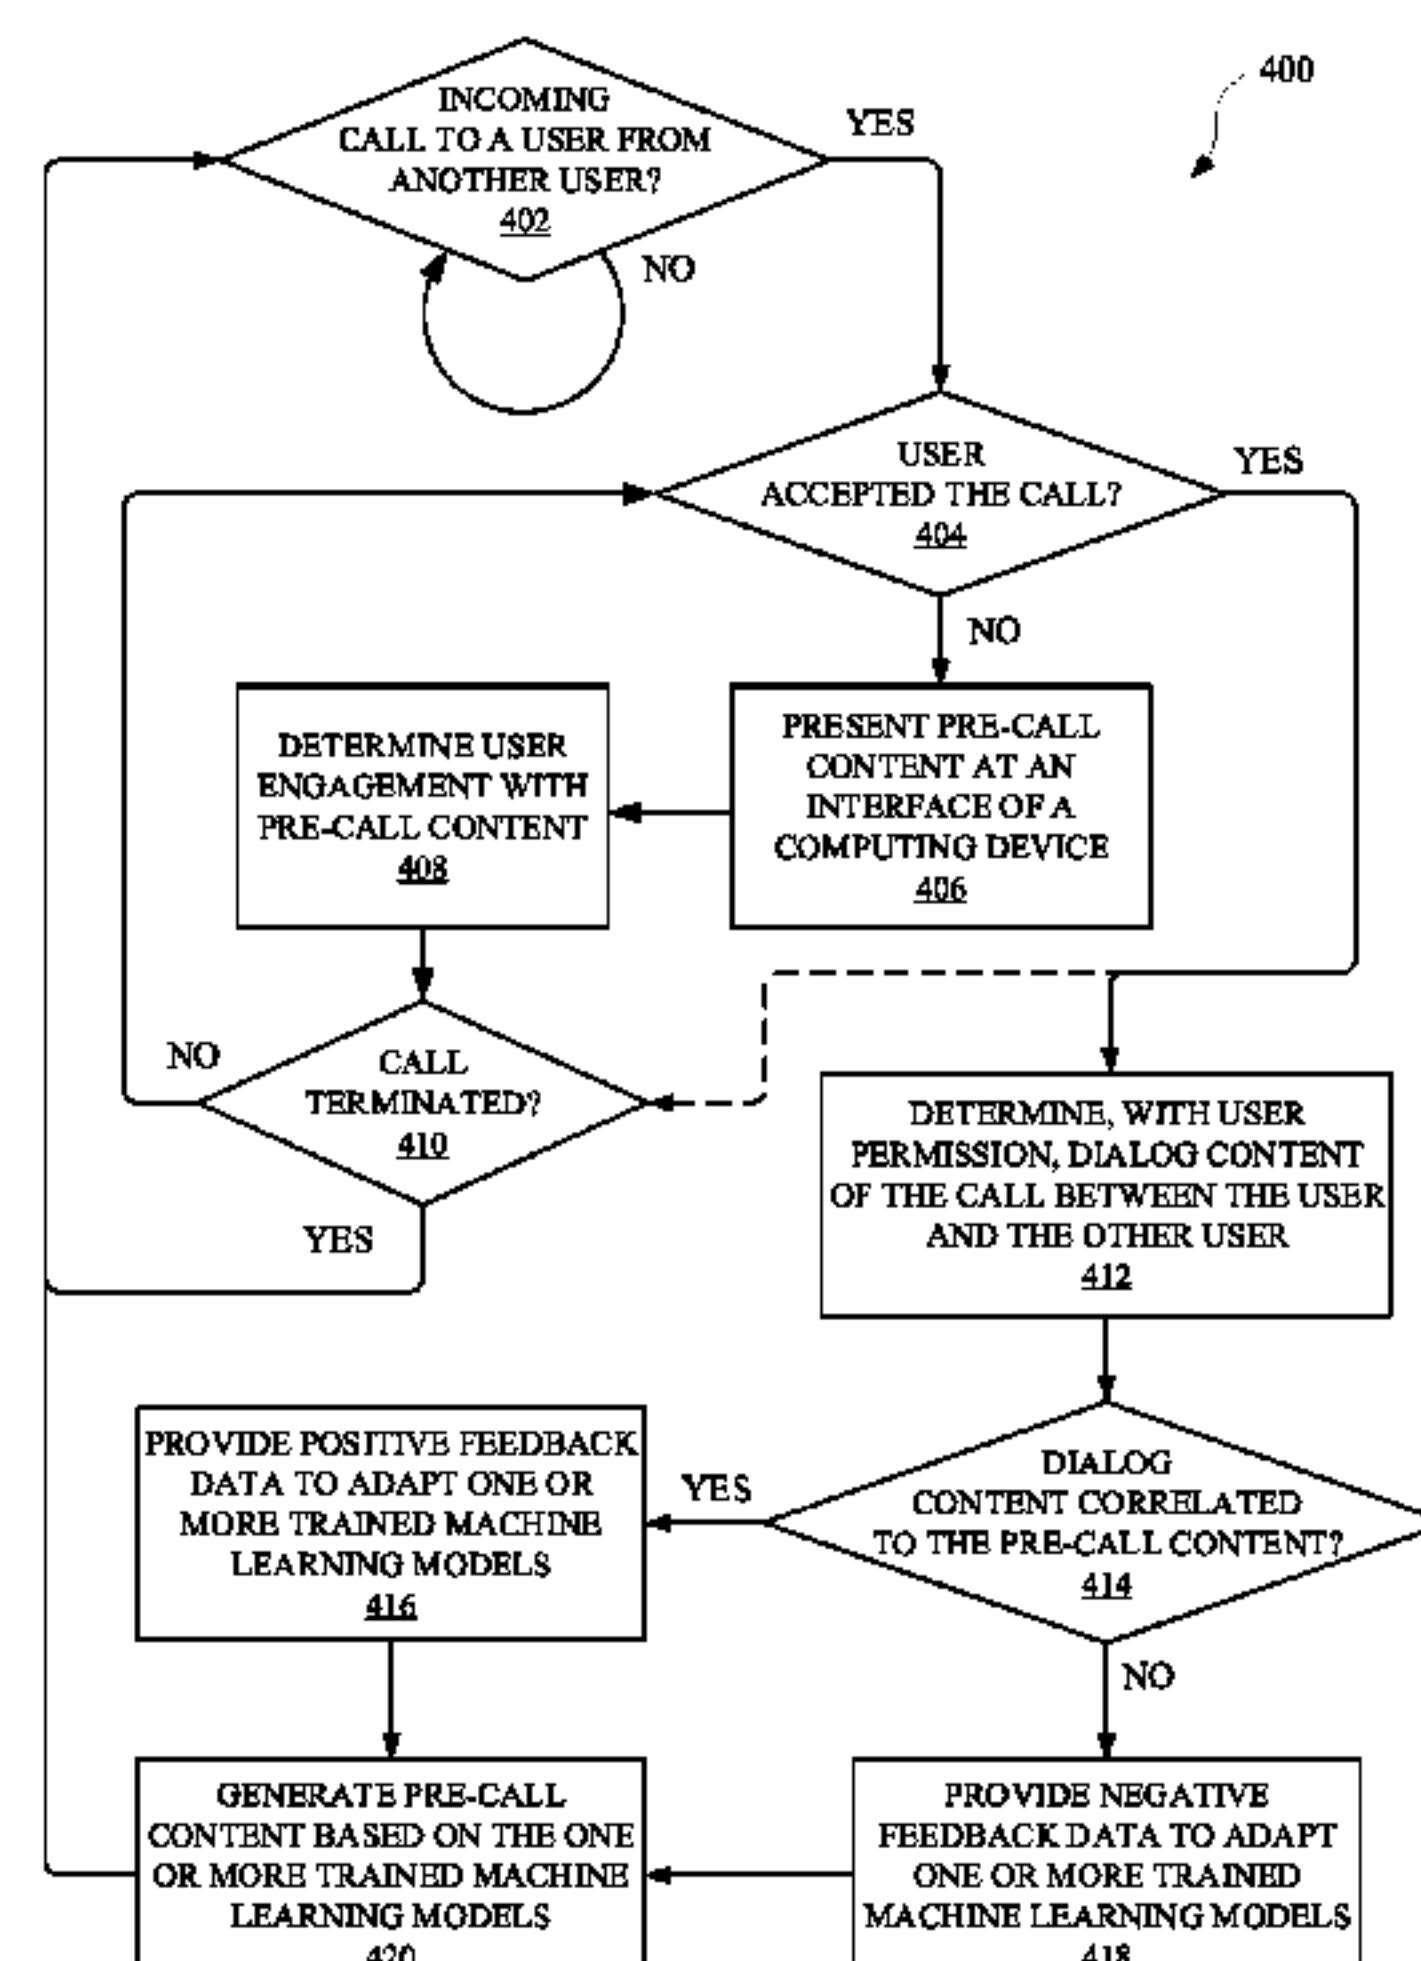 400
INCOMING
CALL TO A USER FROM
ANOTHER USER?
402
YES
NO
USER
ACCEPTED THE CALL?
404
YES
NO
PRESENT PRE-CALL
CONTENT AT AN
INTERFACE OF A
COMPUTING DEVICE
406
DETERMINE USER
ENGAGEMENT WITH
PRE-CALL CONTENT
408
CALL
TERMINATED?
410
NO
YES
DETERMINE, WITH USER
PERMISSION, DIALOG CONTENT
OF THE CALL BETWEEN THE USER
AND THE OTHER USER
412
DIALOG
CONTENT CORRELATED
TO THE PRE-CALL CONTENT?
414
YES
NO
PROVIDE POSITIVE FEEDBACK
DATA TO ADAPT ONE OR
MORE TRAINED MACHINE
LEARNING MODELS
416
PROVIDE NEGATIVE
FEEDBACK DATA TO ADAPT
ONE OR MORE TRAINED
MACHINE LEARNING MODELS
418
GENERATE PRE-CALL
CONTENT BASED ON THE ONE
OR MORE TRAINED MACHINE
LEARNING MODELS
420